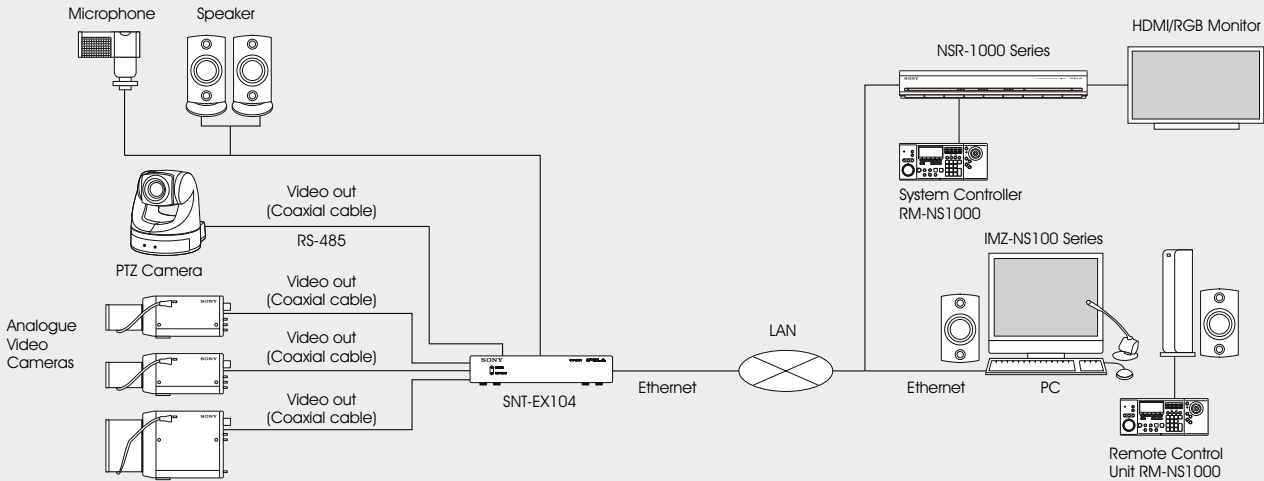 Microphone
Speaker
HDMI/RGB Monitor
NSR-1000 Series
SONY
System Controller
RM-NS1000
Video out
(Coaxial cable)
RS-485
PTZ Camera
IMZ-NS100 Series
Video out
(Coaxial cable)
SONY
Analogue
Video
Cameras
Video out
(Coaxial cable)
SONY
LAN
SONY
Ethernet
Ethernet
PC
SNT-EX104
Video out
(Coaxial cable)
SONY
Remote Control
Unit RM-NS1000